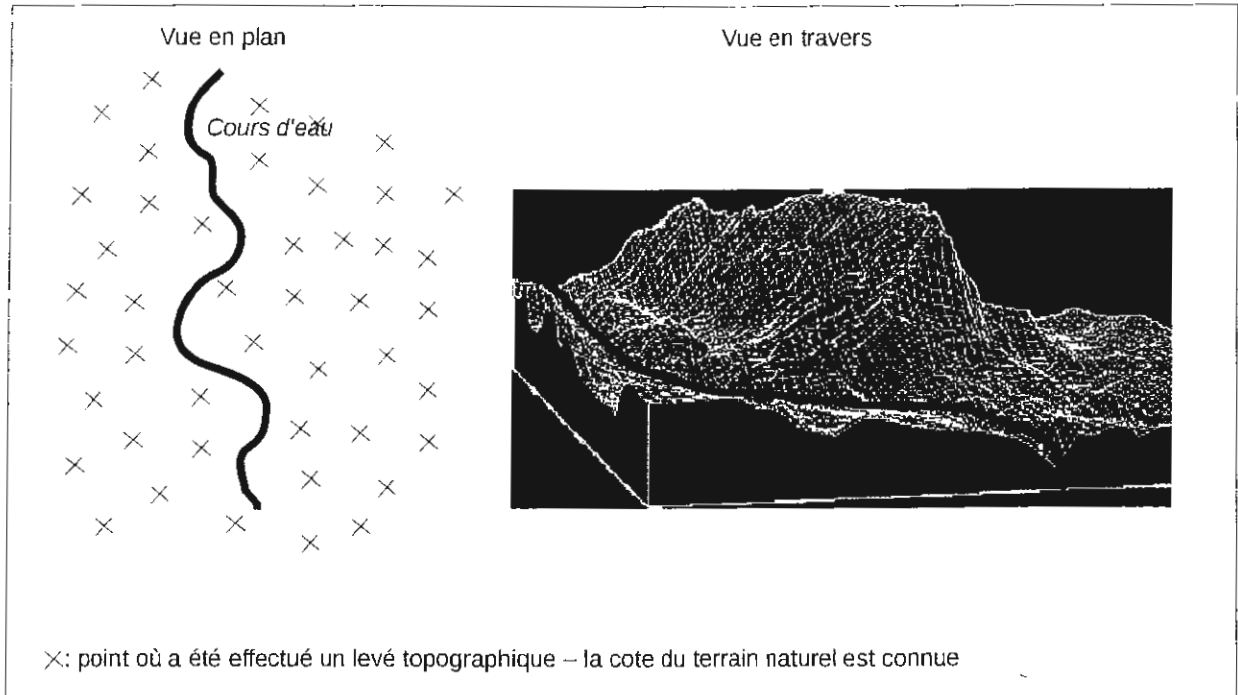 Vue en plan
Vue en travers
Cours d'eau
×: point où a été effectué un levé topographique – la cote du terrain naturel est connue